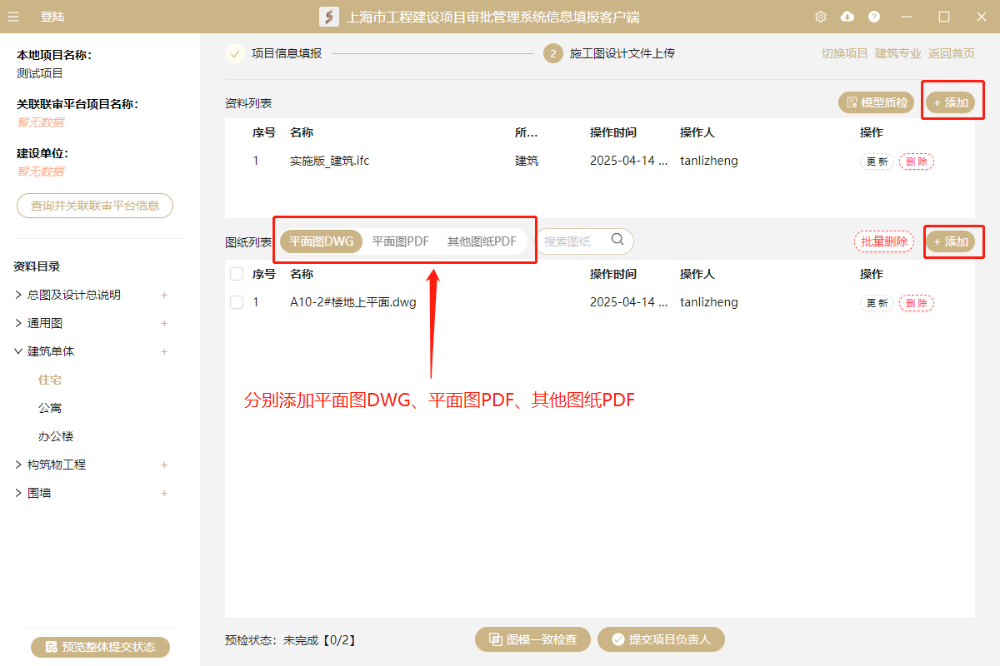 登陆
上海市工程建设项目审批管理系统信息填报客户端
本地项目名称:
测试项目
关联联审平台项目名称:
暂无数据
建设单位:
暂无数据
查询并关联联审平台信息
资料目录
总图及设计总说明 +
通用图 +
建筑单体 +
住宅
公寓
办公楼
构筑物工程 +
围墙 +
预览整体提交状态
项目信息填报 2 施工图设计文件上传 切换项目 建筑专业 返回首页
资料列表 模型质检 + 添加
序号 名称 所... 操作时间 操作人 操作
1 实施版_建筑.ifc 建筑 2025-04-14 ... tanlizheng 更新 删除
图纸列表 平面图DWG 平面图PDF 其他图纸PDF 搜索图纸 批量删除 + 添加
序号 名称 操作时间 操作人 操作
1 A10-2#楼地上平面.dwg 2025-04-14 ... tanlizheng 更新 删除
分别添加平面图DWG、平面图PDF、其他图纸PDF
预检状态: 未完成【0/2】 图模一致检查 提交项目负责人